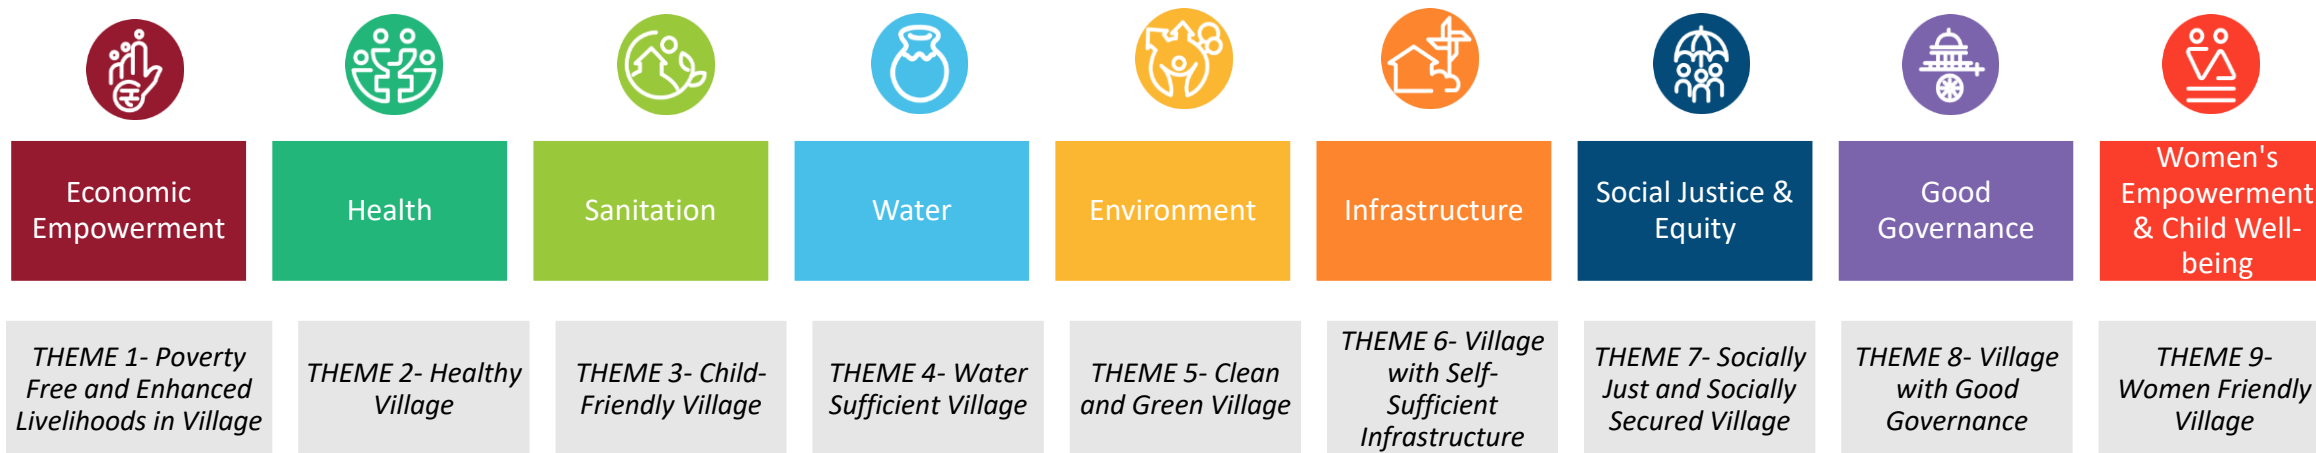 Economic
Empowerment
Health
Sanitation
Water
Environment
Infrastructure
Social Justice &
Equity
Good
Governance
Women's
Empowerment
& Child Well-
being
THEME 1- Poverty
Free and Enhanced
Livelihoods in Village
THEME 2- Healthy
Village
THEME 3- Child-
Friendly Village
THEME 4- Water
Sufficient Village
THEME 5- Clean
and Green Village
THEME 6- Village
with Self-
Sufficient
Infrastructure
THEME 7- Socially
Just and Socially
Secured Village
THEME 8- Village
with Good
Governance
THEME 9-
Women Friendly
Village